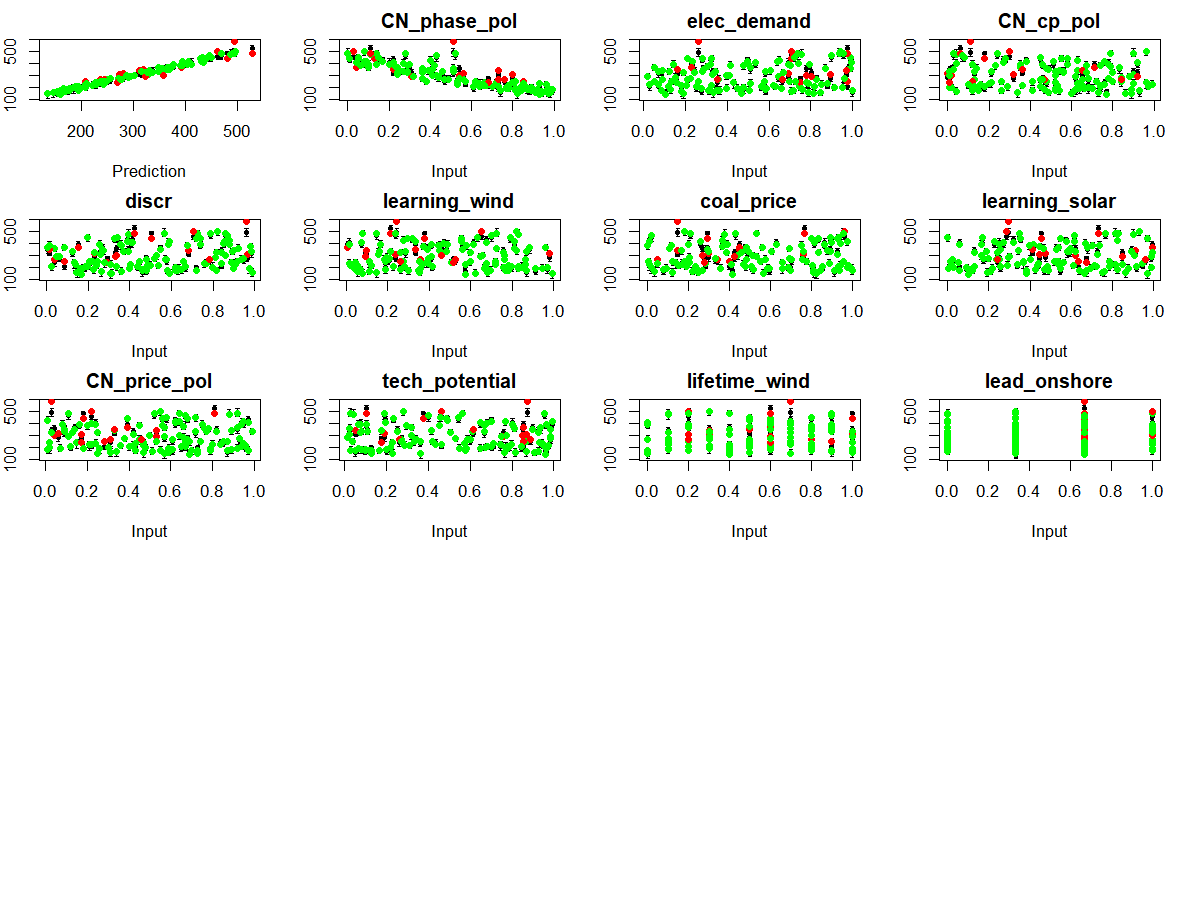 CN_phase_pol elec_demand CN_cp_pol
500 100
200 300 400 500 0.0 0.2 0.4 0.6 0.8 1.0 0.0 0.2 0.4 0.6 0.8 1.0 0.0 0.2 0.4 0.6 0.8 1.0
Prediction Input Input Input
discr learning_wind coal_price learning_solar
500 100 500 100 500 100 500 100
0.0 0.2 0.4 0.6 0.8 1.0 0.0 0.2 0.4 0.6 0.8 1.0 0.0 0.2 0.4 0.6 0.8 1.0 0.0 0.2 0.4 0.6 0.8 1.0
Input Input Input Input
CN_price_pol tech_potential lifetime_wind lead_onshore
500 100 500 100 500 100 500 100
0.0 0.2 0.4 0.6 0.8 1.0 0.0 0.2 0.4 0.6 0.8 1.0 0.0 0.2 0.4 0.6 0.8 1.0 0.0 0.2 0.4 0.6 0.8 1.0
Input Input Input Input